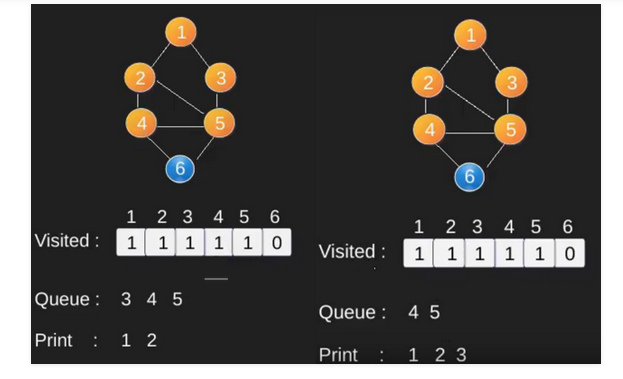 1
2 3
4 5
6
1 2 3 4 5 6
Visited : 1 1 1 1 1 0
Queue : 3 4 5
Print : 1 2
1
2 3
4 5
6
1 2 3 4 5 6
Visited : 1 1 1 1 1 0
Queue : 4 5
Print : 1 2 3